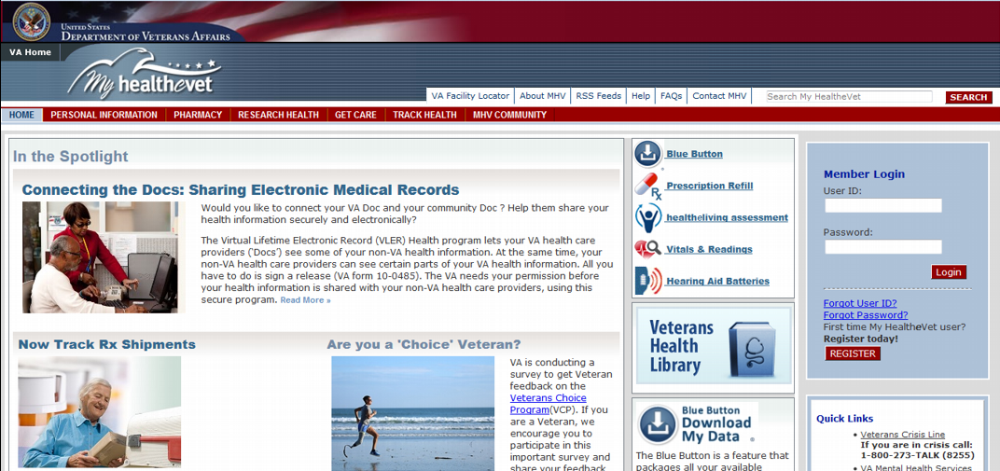 UNITED STATES
DEPARTMENT OF VETERANS AFFAIRS
VA Home
My healthevet
VA Facility Locator
About MHV
RSS Feeds
Help
FAQs
Contact MHV
Search My HealtheVet
SEARCH
HOME
PERSONAL INFORMATION
PHARMACY
RESEARCH HEALTH
GET CARE
TRACK HEALTH
MHV COMMUNITY
In the Spotlight
Connecting the Docs: Sharing Electronic Medical Records
Would you like to connect your VA Doc and your community Doc ? Help them share your
health information securely and electronically?
The Virtual Lifetime Electronic Record (VLER) Health program lets your VA health care
providers ('Docs') see some of your non-VA health information. At the same time, your
non-VA health care providers can see certain parts of your VA health information. All you
have to do is sign a release (VA form 10-0485). The VA needs your permission before
your health information is shared with your non-VA health care providers, using this
secure program. Read More »
Now Track Rx Shipments
Are you a 'Choice' Veteran?
VA is conducting a
survey to get Veteran
feedback on the
Veterans Choice
Program(VCP). If you
are a Veteran, we
encourage you to
participate in this
important survey and
share your feedback
Blue Button
Prescription Refill
Rx
healtheliving assessment
Vitals & Readings
Hearing Aid Batteries
Veterans
Health
Library
Blue Button
Download
My Data
®
The Blue Button is a feature that
packages all your available
Member Login
User ID:
Password:
Login
Forgot User ID?
Forgot Password?
First time My HealtheVet user?
Register today!
REGISTER
Quick Links
• Veterans Crisis Line
If you are in crisis call:
1-800-273-TALK (8255)
• VA Mental Health Services